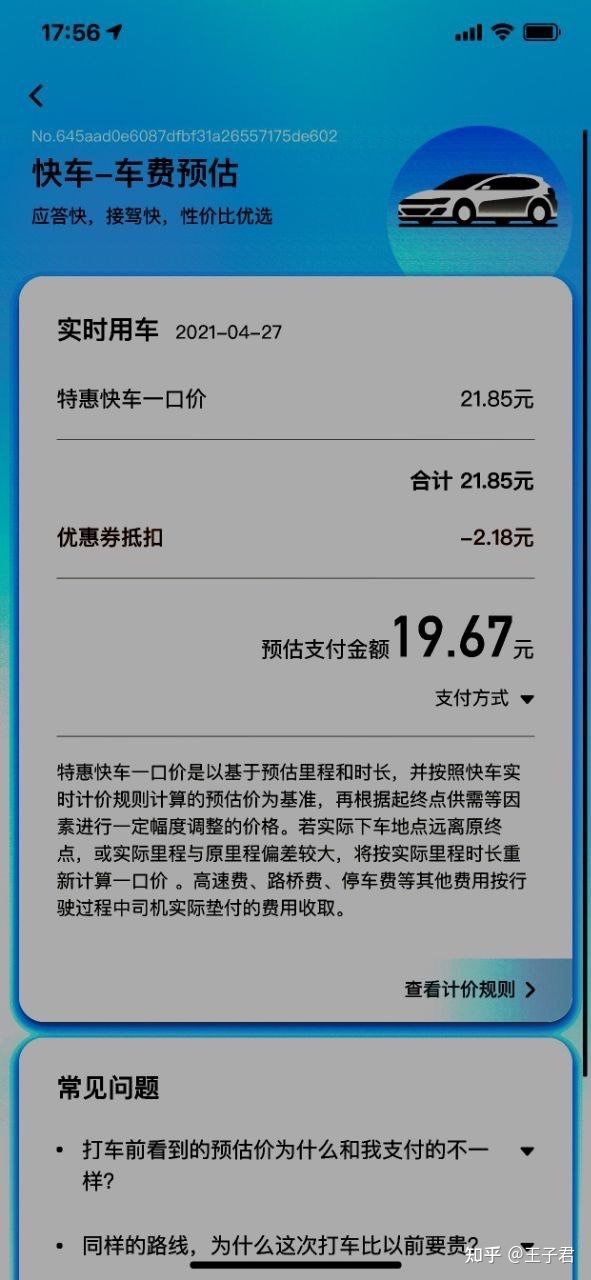 17:56
No.645aad0e6087dfbf31a26557175de602
快车–车费预估
应答快，接驾快，性价比优选
实时用车 2021–04–27
特惠快车一口价 21.85元
合计 21.85元
优惠券抵扣 –2.18元
预估支付金额19.67元
支付方式
特惠快车一口价是以基于预估里程和时长，并按照快车实
时计价规则计算的预估价为基准，再根据起终点供需等因
素进行一定幅度调整的价格。若实际下车地点远离原终
点，或实际里程与原里程偏差较大，将按实际里程时长重
新计算一口价 。高速费、路桥费、停车费等其他费用按行
驶过程中司机实际垫付的费用收取。
查看计价规则
常见问题
• 打车前看到的预估价为什么和我支付的不一
样?
• 同样的路线，为什么这次打车比以前要贵?
知乎 @王子君